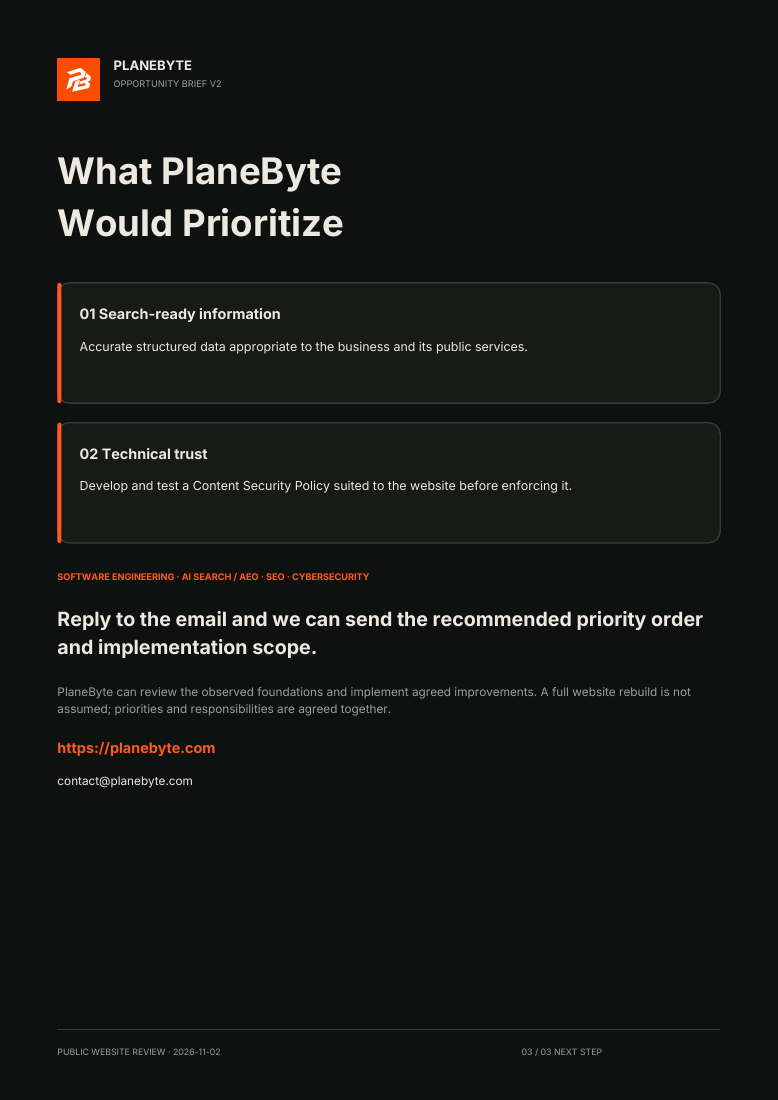 PLANEBYTE
OPPORTUNITY BRIEF V2
What PlaneByte
Would Prioritize
01 Search-ready information
Accurate structured data appropriate to the business and its public services.
02 Technical trust
Develop and test a Content Security Policy suited to the website before enforcing it.
SOFTWARE ENGINEERING · AI SEARCH / AEO · SEO · CYBERSECURITY
Reply to the email and we can send the recommended priority order
and implementation scope.
PlaneByte can review the observed foundations and implement agreed improvements. A full website rebuild is not
assumed; priorities and responsibilities are agreed together.
https://planebyte.com
contact@planebyte.com
PUBLIC WEBSITE REVIEW · 2026-11-02
03 / 03 NEXT STEP